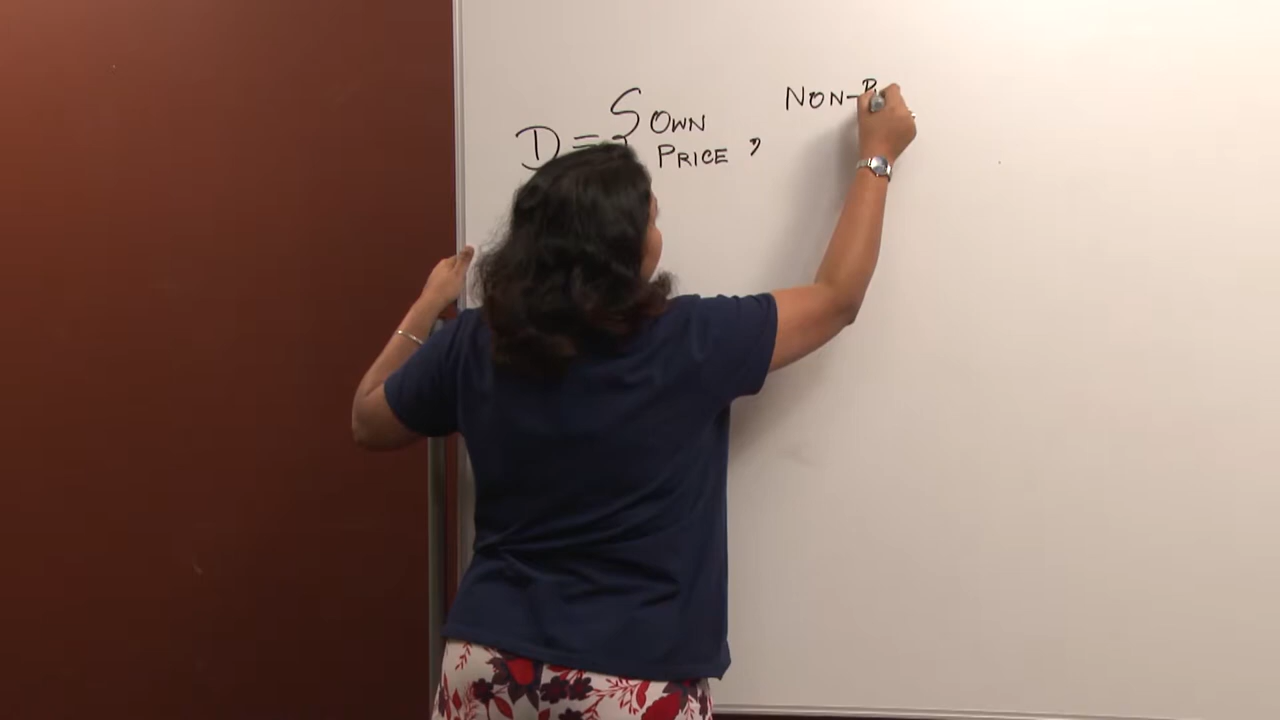 D = { OWN PRICE , NON-P